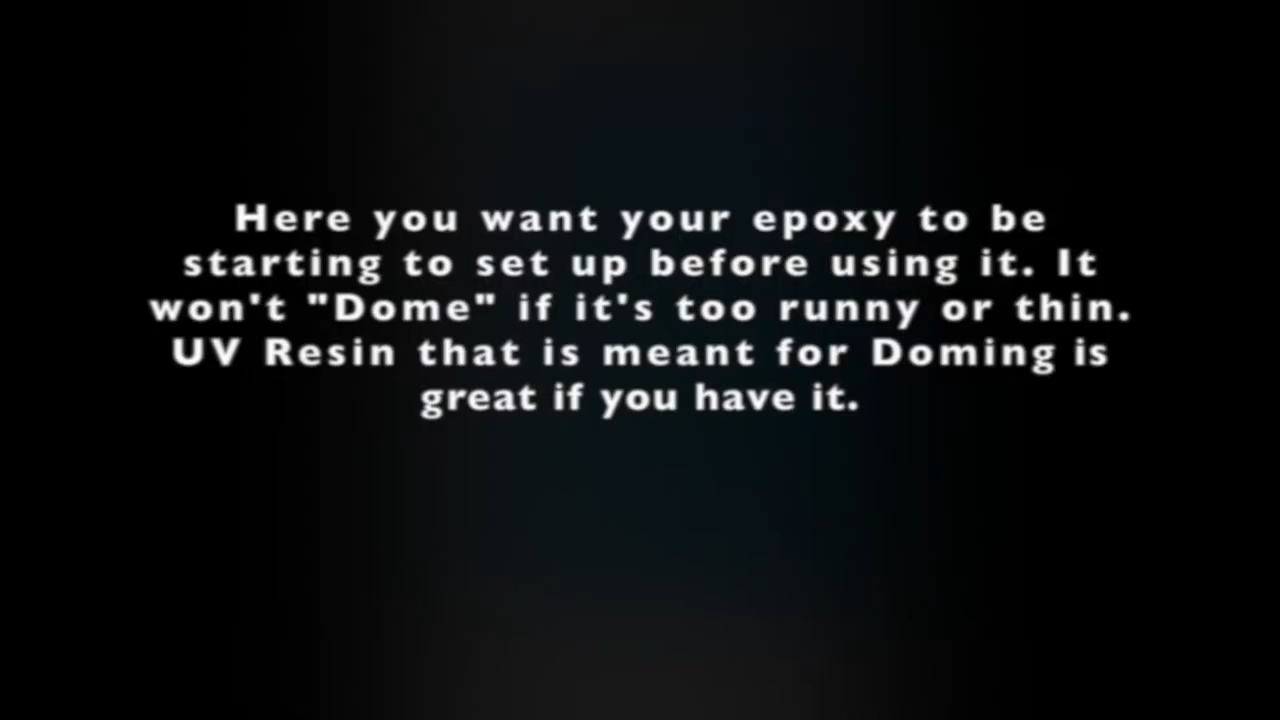 Here you want your epoxy to be
starting to set up before using it. It
won't "Dome" if it's too runny or thin.
UV Resin that is meant for Doming is
great if you have it.